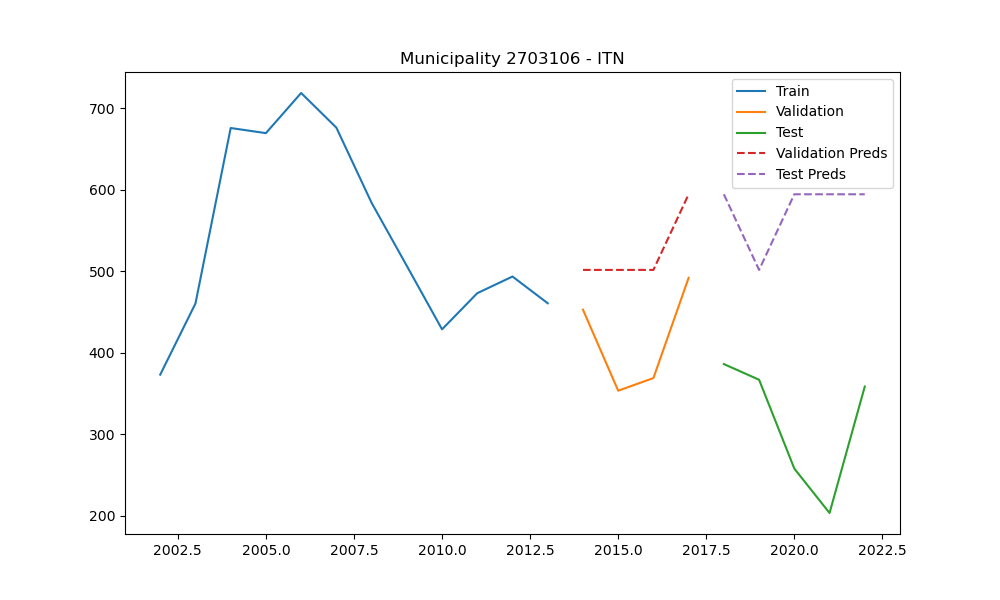 Municipality 2703106 - ITN
Train
Validation
Test
Validation Preds
Test Preds
700
600
500
400
300
200
2002.5 2005.0 2007.5 2010.0 2012.5 2015.0 2017.5 2020.0 2022.5